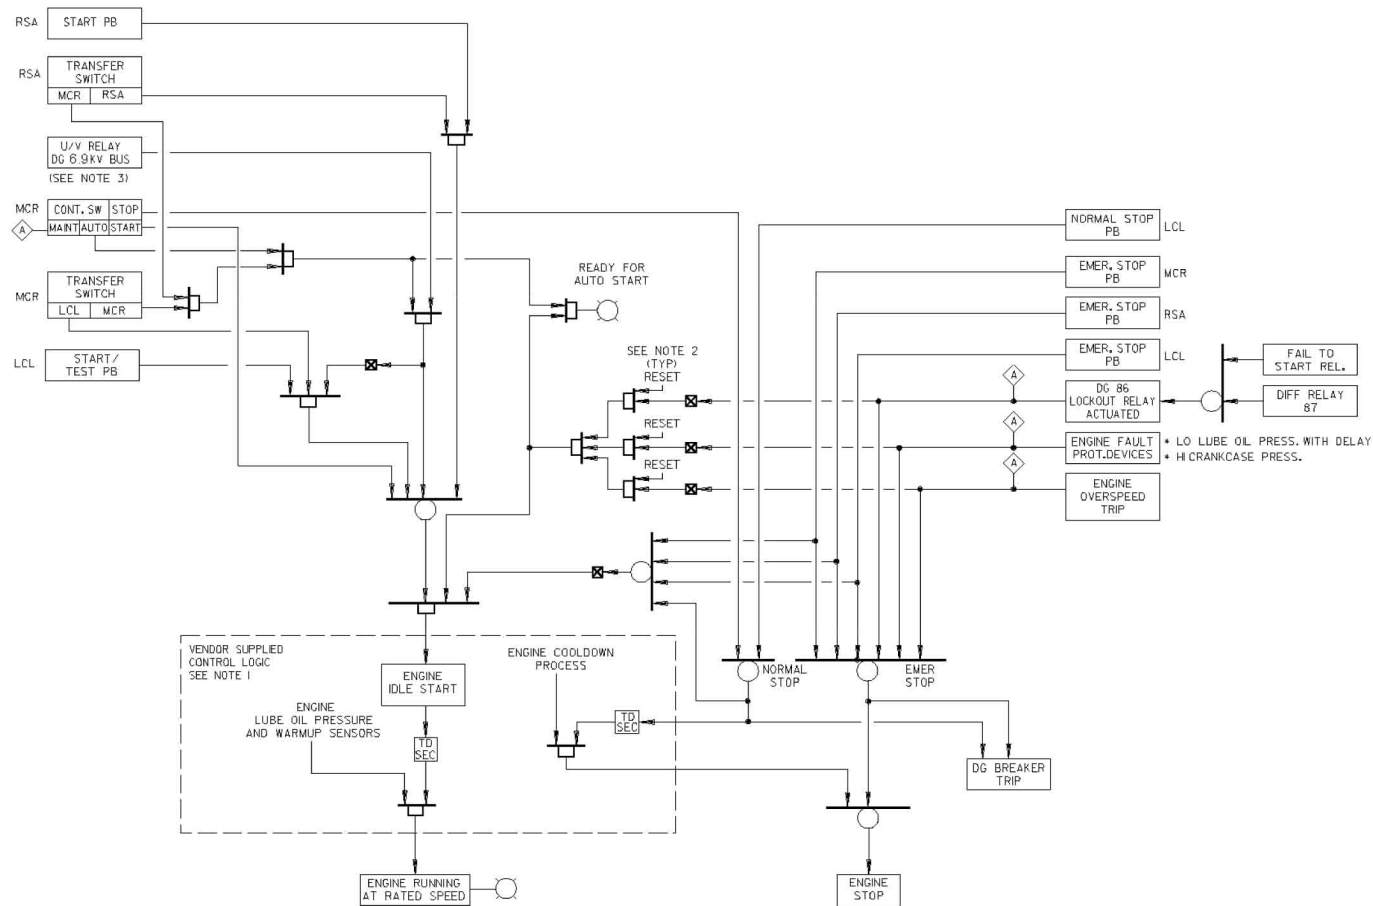 RSA
START PB
RSA
TRANSFER
SWITCH
MCR RSA
U/V RELAY
DG 6.9KV BUS
(SEE NOTE 3)
MCR
CONT. SW STOP
A
MAINT AUTO START
MCR
TRANSFER
SWITCH
LCL MCR
LCL
START/
TEST PB
READY FOR
AUTO START
SEE NOTE 2
(TYP)
RESET
RESET
RESET
NORMAL STOP
PB
LCL
EMER. STOP
PB
MCR
EMER. STOP
PB
RSA
EMER. STOP
PB
LCL
FAIL TO
START REL.
DIFF RELAY
87
A
DG 86
LOCKOUT RELAY
ACTUATED
A
ENGINE FAULT
PROT.DEVICES
* LO LUBE OIL PRESS. WITH DELAY
* HI CRANKCASE PRESS.
A
ENGINE
OVERSPEED
TRIP
VENDOR SUPPLIED
CONTROL LOGIC
SEE NOTE 1
ENGINE COOLDOWN
PROCESS
NORMAL
STOP
EMER
STOP
ENGINE
IDLE START
ENGINE
LUBE OIL PRESSURE
AND WARMUP SENSORS
TD
SEC
TD
SEC
DG BREAKER
TRIP
ENGINE RUNNING
AT RATED SPEED
ENGINE
STOP